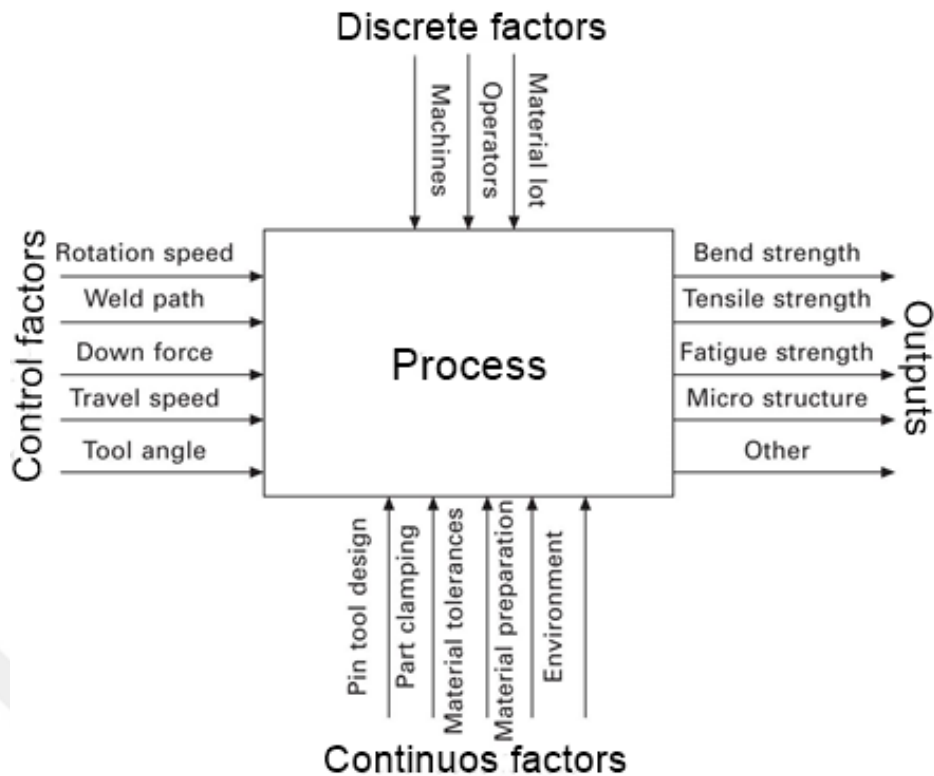 Discrete factors
Machines
Operators
Material lot
Control factors
Rotation speed
Weld path
Down force
Travel speed
Tool angle
Process
Bend strength
Tensile strength
Fatigue strength
Micro structure
Other
Outputs
Pin tool design
Part clamping
Material tolerances
Material preparation
Environment
Continuos factors